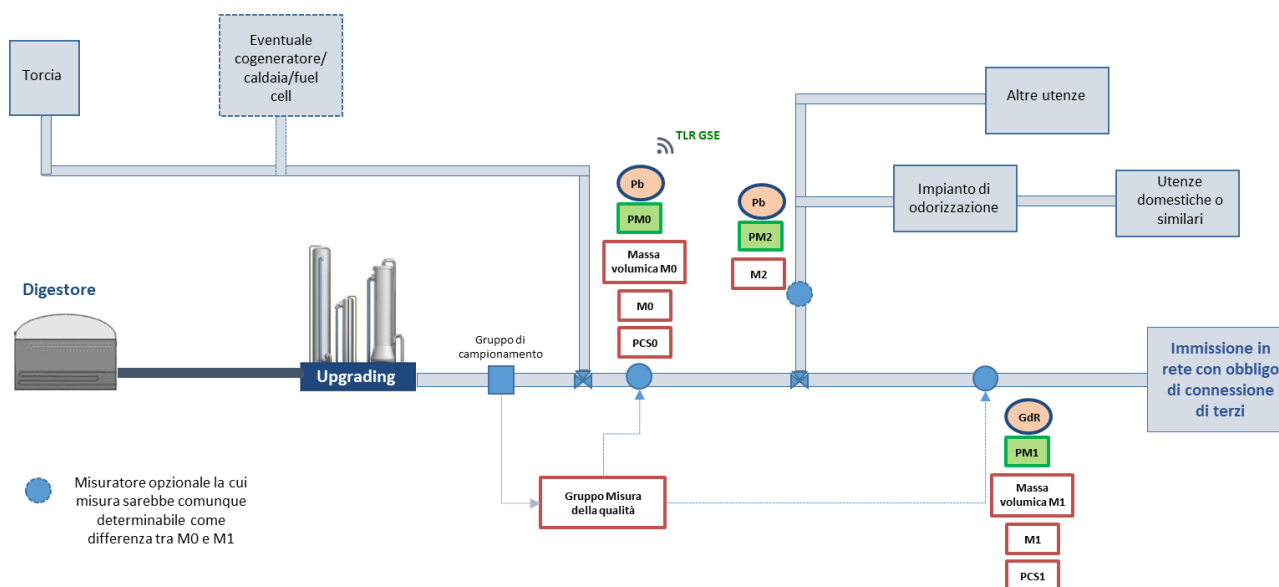 Torcia
Eventuale
cogeneratore/
caldaia/fuel
cell
TLR GSE
Altre utenze
Pb
PM0
Massa
volumica M0
M0
PCS0
Pb
PM2
M2
Impianto di
odorizzazione
Utenze
domestiche o
similari
Digestore
Upgrading
Gruppo di
campionamento
Immissione in
rete con obbligo
di connessione
di terzi
GdR
PM1
Massa
volumica M1
M1
PCS1
Gruppo Misura
della qualità
Misuratore opzionale la cui
misura sarebbe comunque
determinabile come
differenza tra M0 e M1